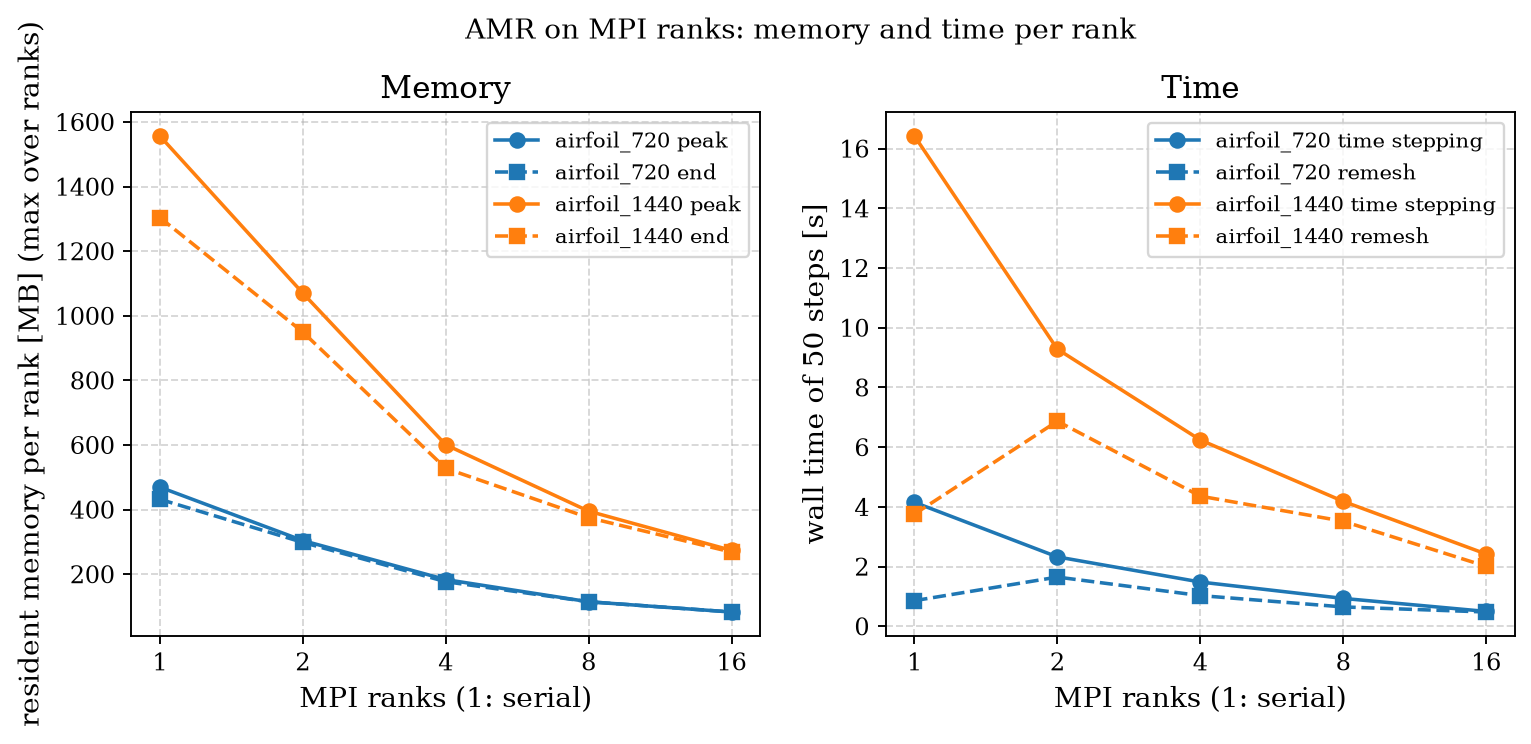 AMR on MPI ranks: memory and time per rank
Memory
resident memory per rank [MB] (max over ranks)
1600
1400
1200
1000
800
600
400
200
airfoil_720 peak
airfoil_720 end
airfoil_1440 peak
airfoil_1440 end
1 2 4 8 16
MPI ranks (1: serial)
Time
wall time of 50 steps [s]
16
14
12
10
8
6
4
2
0
airfoil_720 time stepping
airfoil_720 remesh
airfoil_1440 time stepping
airfoil_1440 remesh
1 2 4 8 16
MPI ranks (1: serial)